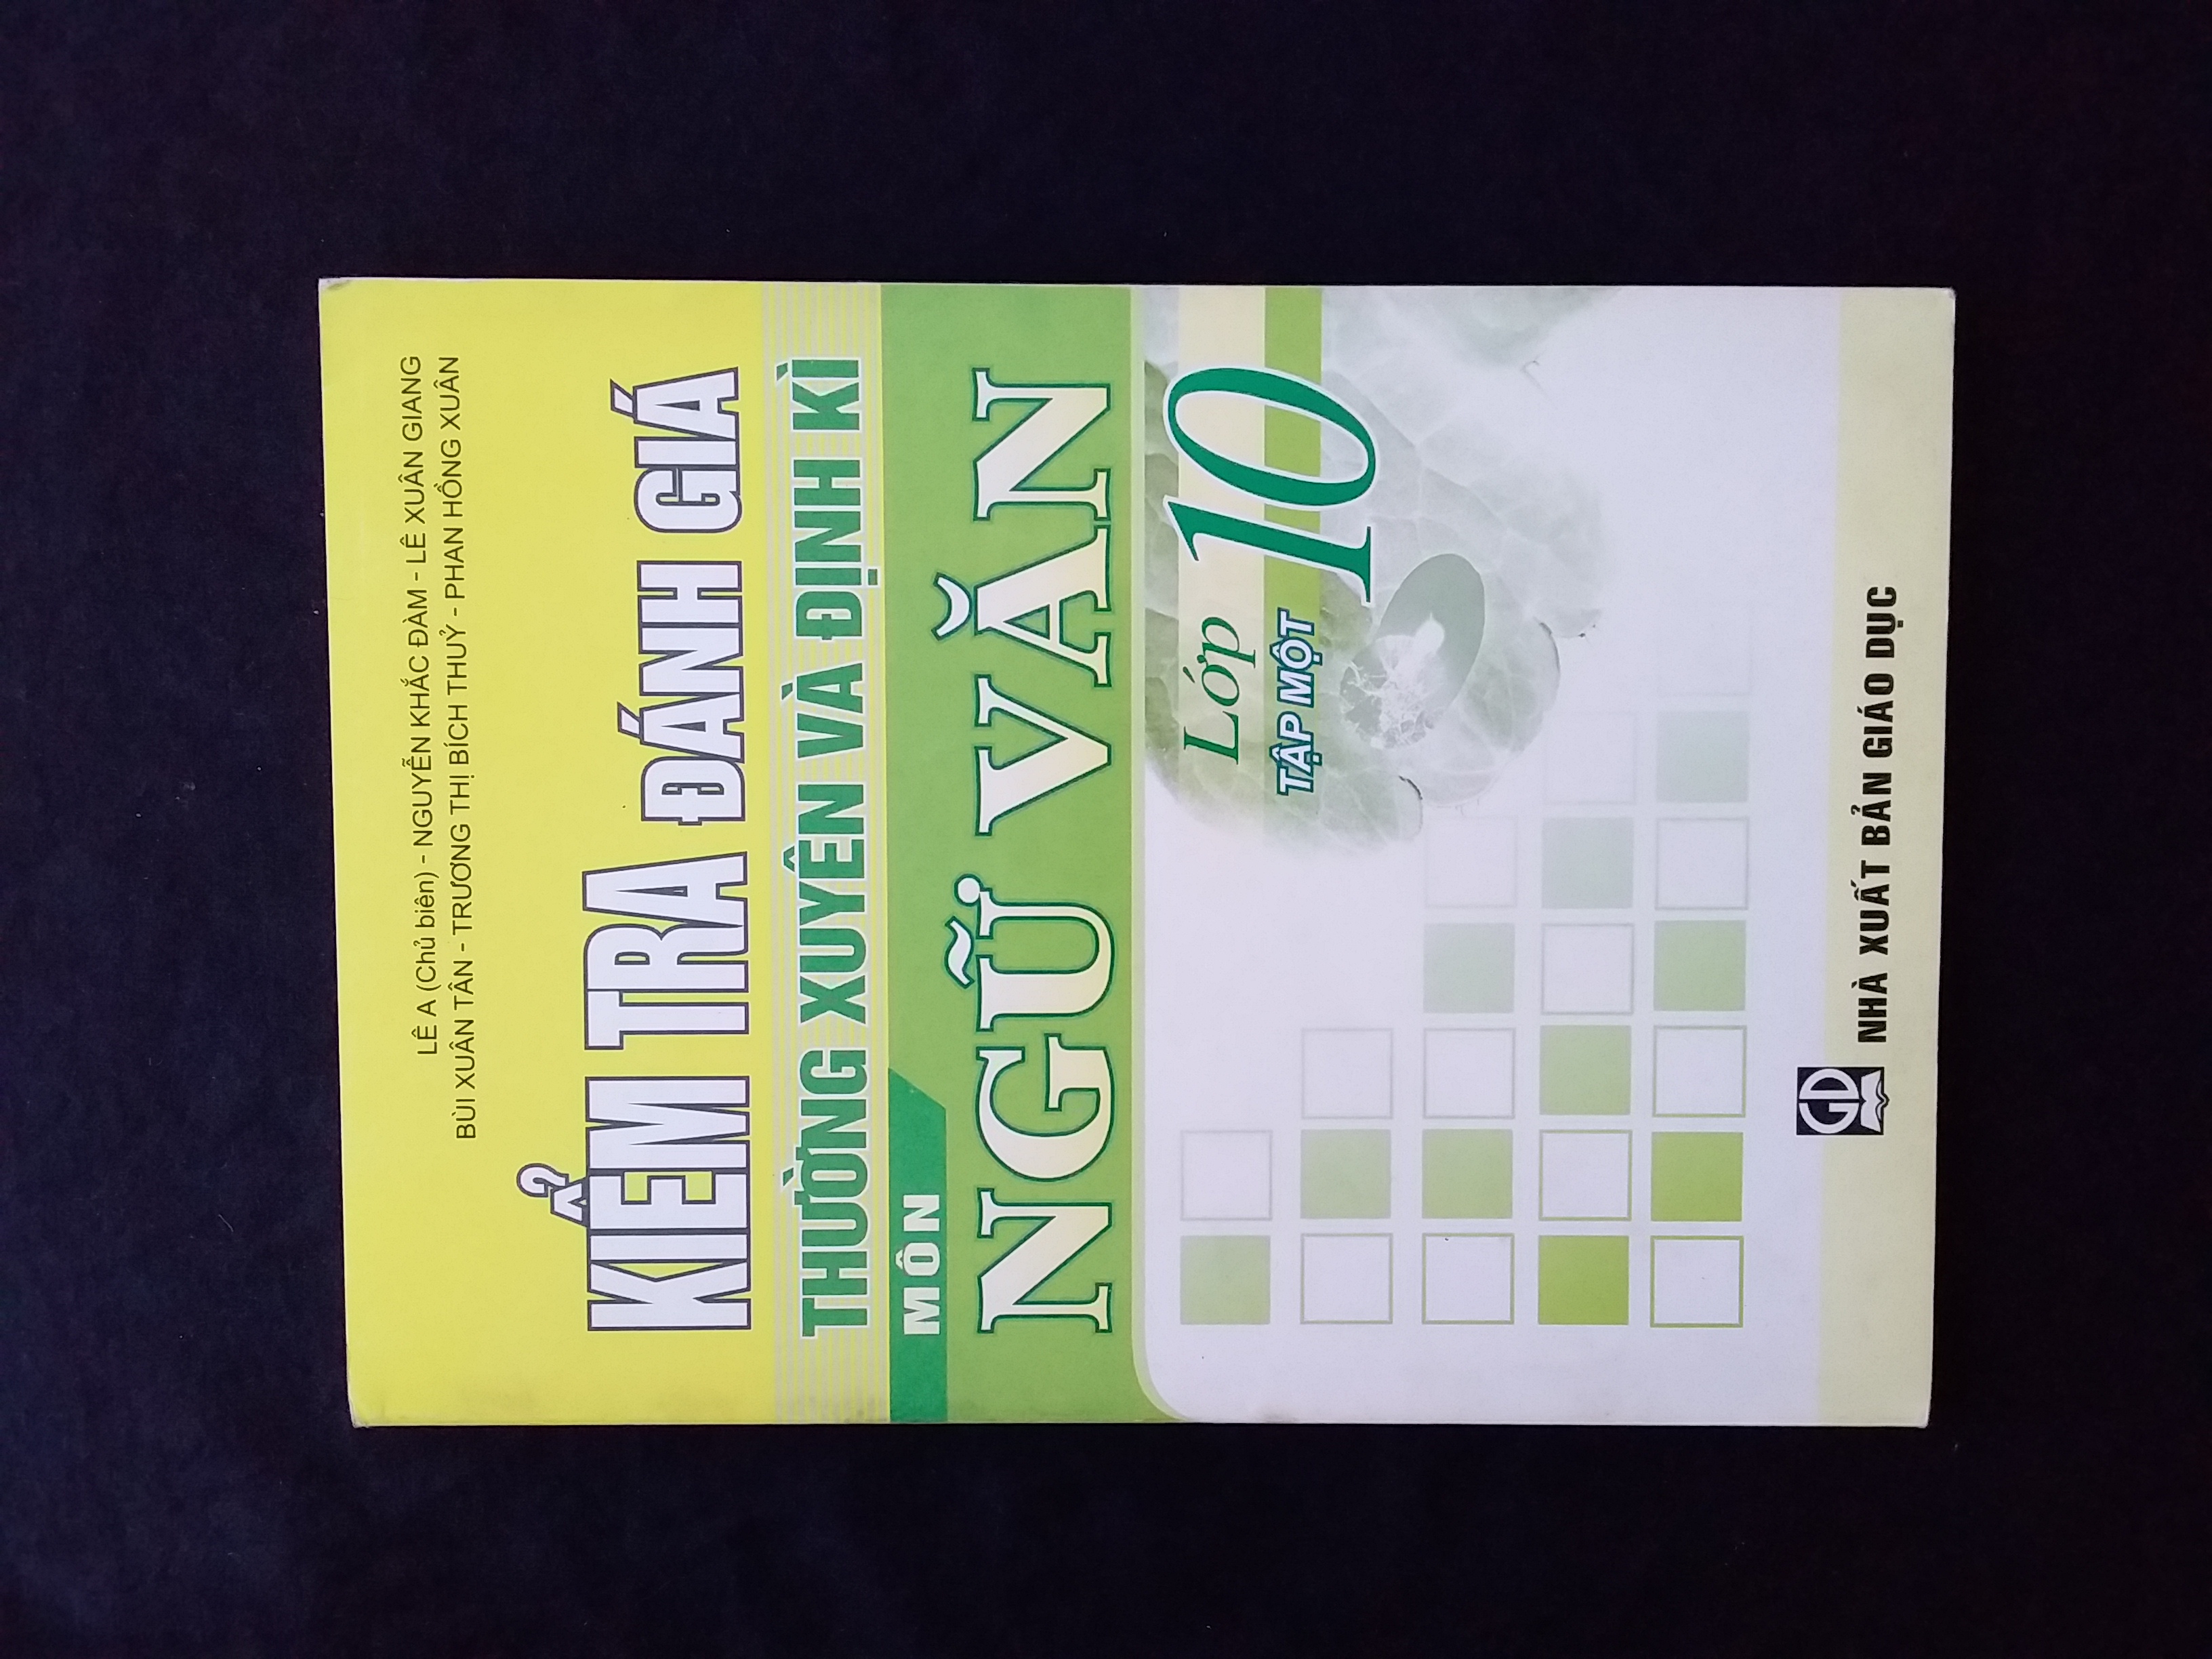 LÊ A (Chủ biên) - NGUYỄN KHẮC ĐÀM - LÊ XUÂN GIANG
BÙI XUÂN TÂN - TRƯƠNG THỊ BÍCH THUỶ - PHAN HỒNG XUÂN
KIỂM TRA ĐÁNH GIÁ
THƯỜNG XUYÊN VÀ ĐỊNH KÌ
MÔN
NGỮ VĂN
Lớp 10
TẬP MỘT
GD
NHÀ XUẤT BẢN GIÁO DỤC